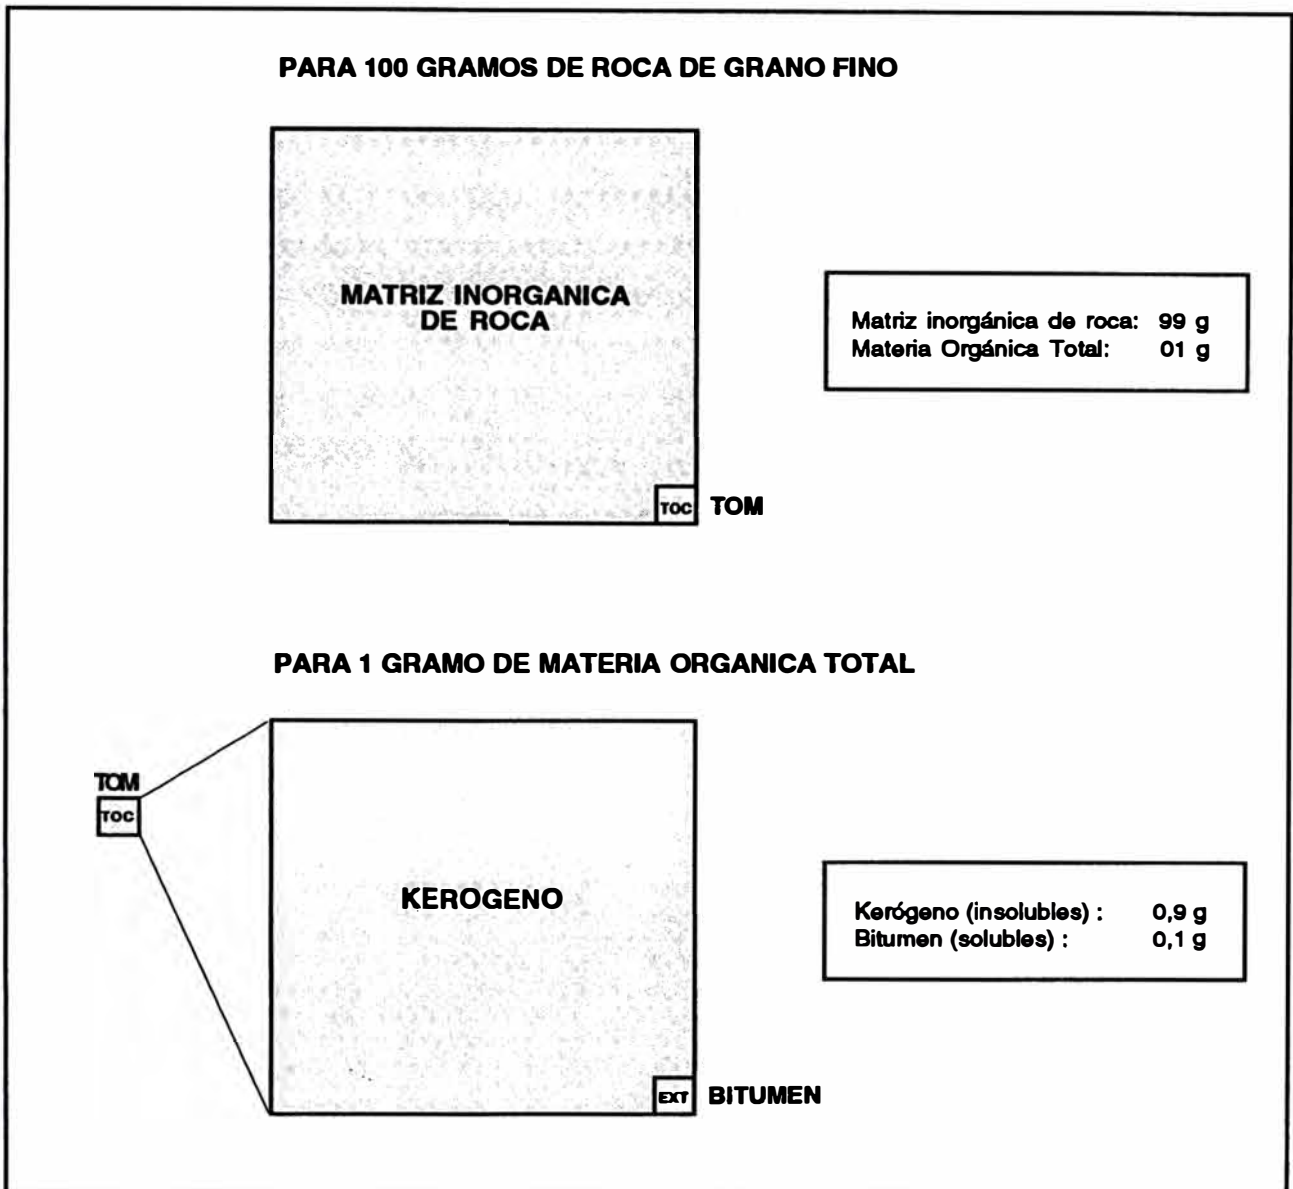 PARA 100 GRAMOS DE ROCA DE GRANO FINO
MATRIZ INORGANICA
DE ROCA
Matriz inorgánica de roca: 99 g
Materia Orgánica Total: 01 g
TOC TOM
PARA 1 GRAMO DE MATERIA ORGANICA TOTAL
TOM
TOC
KEROGENO
Kerógeno (insolubles) : 0,9 g
Bitumen (solubles) : 0,1 g
EXT BITUMEN